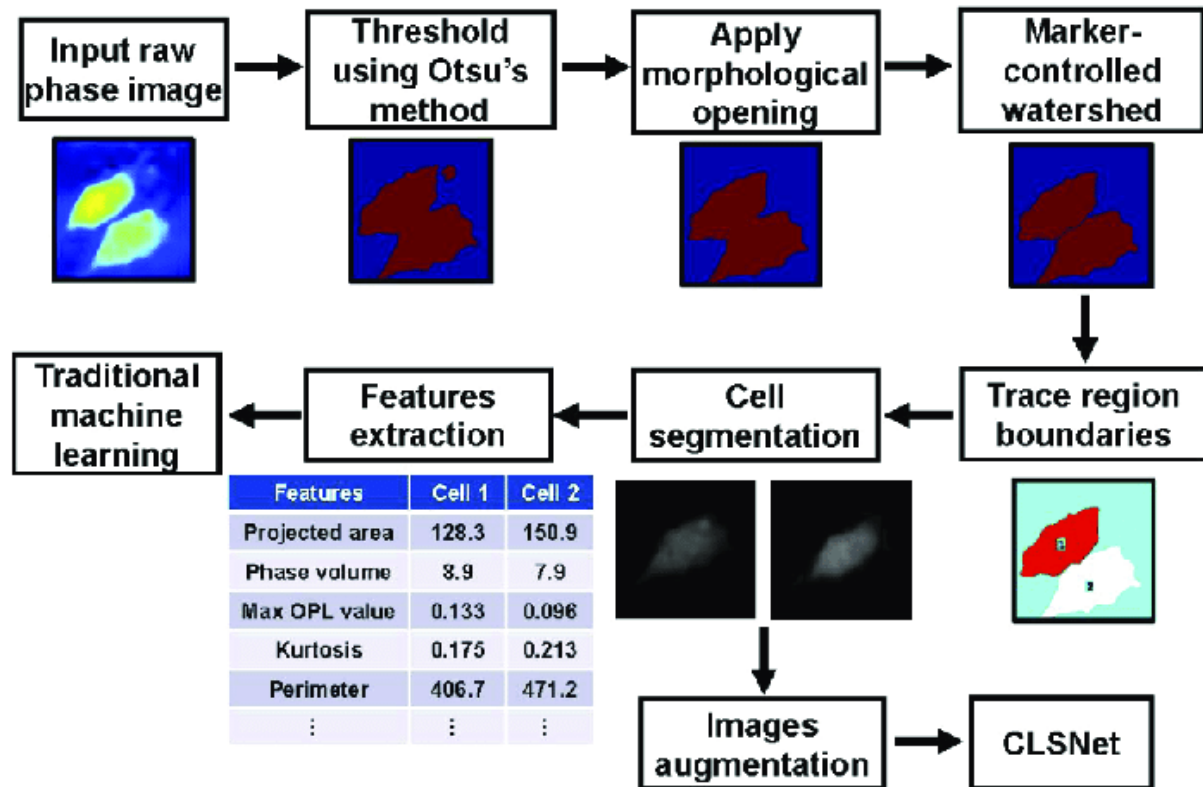 Input raw
phase image
Threshold
using Otsu's
method
Apply
morphological
opening
Marker-
controlled
watershed
Traditional
machine
learning
Features
extraction
Cell
segmentation
Trace region
boundaries
Features Cell 1 Cell 2
Projected area 128.3 150.9
Phase volume 8.9 7.9
Max OPL value 0.133 0.096
Kurtosis 0.175 0.213
Perimeter 406.7 471.2
⋮ ⋮ ⋮
2
Images
augmentation
CLSNet